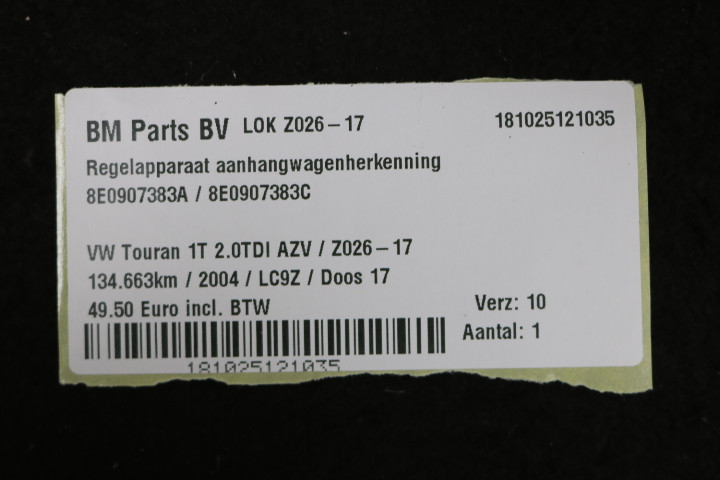 BM Parts BV LOK Z026-17 181025121035
Regelapparaat aanhangwagenherkenning
8E0907383A / 8E0907383C
VW Touran 1T 2.0TDI AZV / Z026-17
134.663km / 2004 / LC9Z / Doos 17
49.50 Euro incl. BTW Verz: 10
Aantal: 1
181025121035